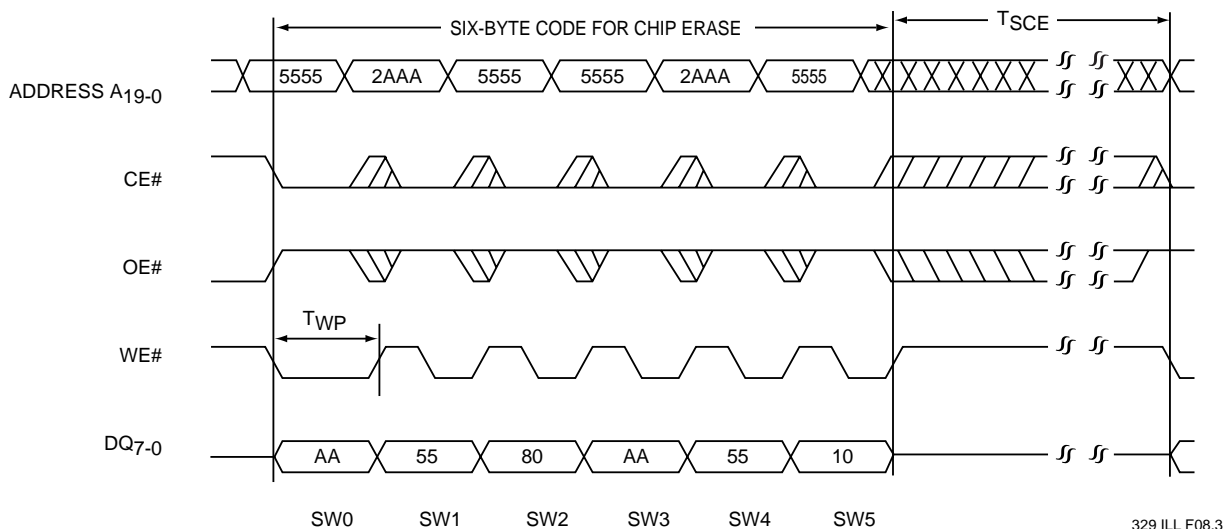 SIX-BYTE CODE FOR CHIP ERASE
TSCE
ADDRESS A19-0
5555 2AAA 5555 5555 2AAA 5555
CE#
OE#
TWP
WE#
DQ7-0
AA 55 80 AA 55 10
SW0 SW1 SW2 SW3 SW4 SW5
329 ILL F08.3